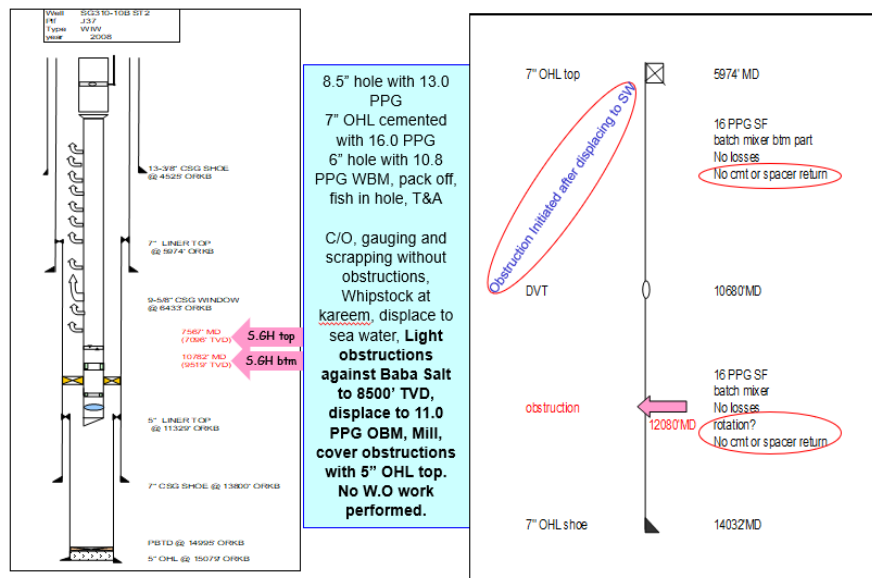 Well SG310-10B ST2
Plf J37
Type WIW
year 2008
13-3/8" CSG SHOE
@ 4525' ORKB
7" LINER TOP
@ 5974' ORKB
9-5/8" CSG WINDOW
@ 6433' ORKB
7567' MD
(7096' TVD)
5.GH top
10782' MD
(9519' TVD)
5.GH btm
5" LINER TOP
@ 11329' ORKB
7" CSG SHOE @ 13800' ORKB
PBTD @ 14995' ORKB
5" OHL @ 15079' ORKB
8.5" hole with 13.0
PPG
7" OHL cemented
with 16.0 PPG
6" hole with 10.8
PPG WBM, pack off,
fish in hole, T&A
C/O, gauging and
scrapping without
obstructions,
Whipstock at
kareem, displace to
sea water, Light
obstructions
against Baba Salt
to 8500' TVD,
displace to 11.0
PPG OBM, Mill,
cover obstructions
with 5" OHL top.
No W.O work
performed.
7" OHL top
5974' MD
Obstruction Initiated after displacing to SW
16 PPG SF
batch mixer btm part
No losses
No cmt or spacer return
DVT
10680'MD
16 PPG SF
batch mixer
No losses
rotation?
No cmt or spacer return
obstruction
12080'MD
7" OHL shoe
14032'MD